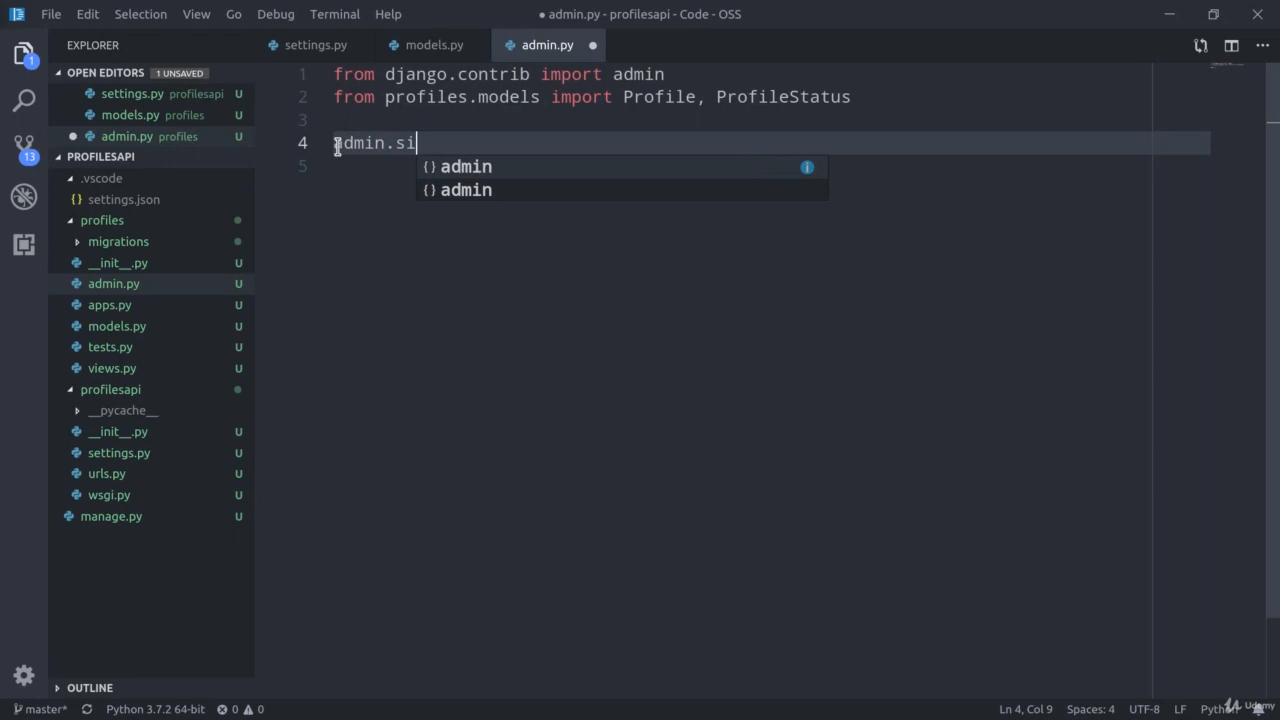 File Edit Selection View Go Debug Terminal Help
● admin.py - profilesapi - Code - OSS
EXPLORER
settings.py
models.py
admin.py
OPEN EDITORS 1 UNSAVED
settings.py profilesapi U
models.py profiles U
admin.py profiles U
PROFILESAPI
.vscode
settings.json
profiles
migrations
__init__.py U
admin.py U
apps.py U
models.py U
tests.py U
views.py U
profilesapi
__pycache__
__init__.py U
settings.py U
urls.py U
wsgi.py U
manage.py U
OUTLINE
1
13
1 from django.contrib import admin
2 from profiles.models import Profile, ProfileStatus
3
4 admin.si
5
{} admin
{} admin
master* Python 3.7.2 64-bit 0 0 Ln 4, Col 9 Spaces: 4 UTF-8 LF Python
Udemy